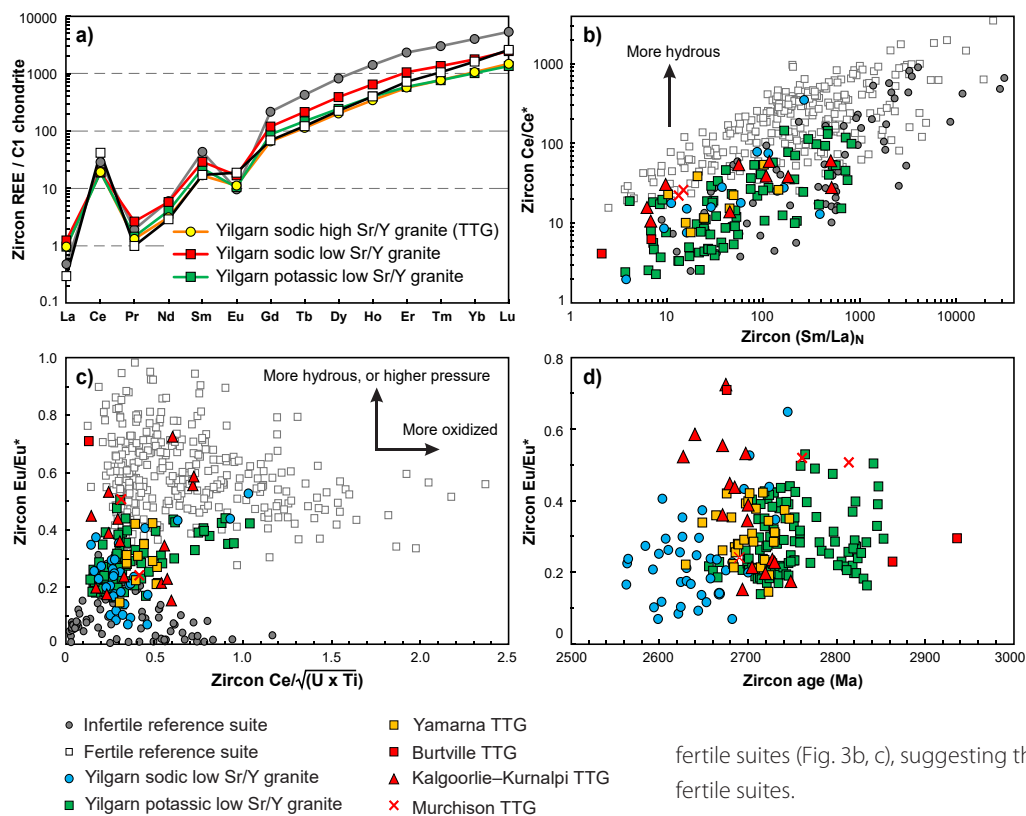 a)
Zircon REE / C1 chondrite
10000
1000
100
10
1
0.1
La Ce Pr Nd Sm Eu Gd Tb Dy Ho Er Tm Yb Lu
Yilgarn sodic high Sr/Y granite (TTG)
Yilgarn sodic low Sr/Y granite
Yilgarn potassic low Sr/Y granite
b)
Zircon Ce/Ce*
1000
100
10
1
1 10 100 1000 10000
Zircon (Sm/La)N
More hydrous
c)
Zircon Eu/Eu*
1.0
0.8
0.6
0.4
0.2
0
0 0.5 1.0 1.5 2.0 2.5
Zircon Ce/√(U x Ti)
More hydrous, or higher pressure
More oxidized
d)
Zircon Eu/Eu*
0.8
0.6
0.4
0.2
0.0
2500 2600 2700 2800 2900 3000
Zircon age (Ma)
Infertile reference suite
Fertile reference suite
Yilgarn sodic low Sr/Y granite
Yilgarn potassic low Sr/Y granite
Yamarna TTG
Burtville TTG
Kalgoorlie–Kurnalpi TTG
Murchison TTG
fertile suites (Fig. 3b, c), suggesting th
fertile suites.